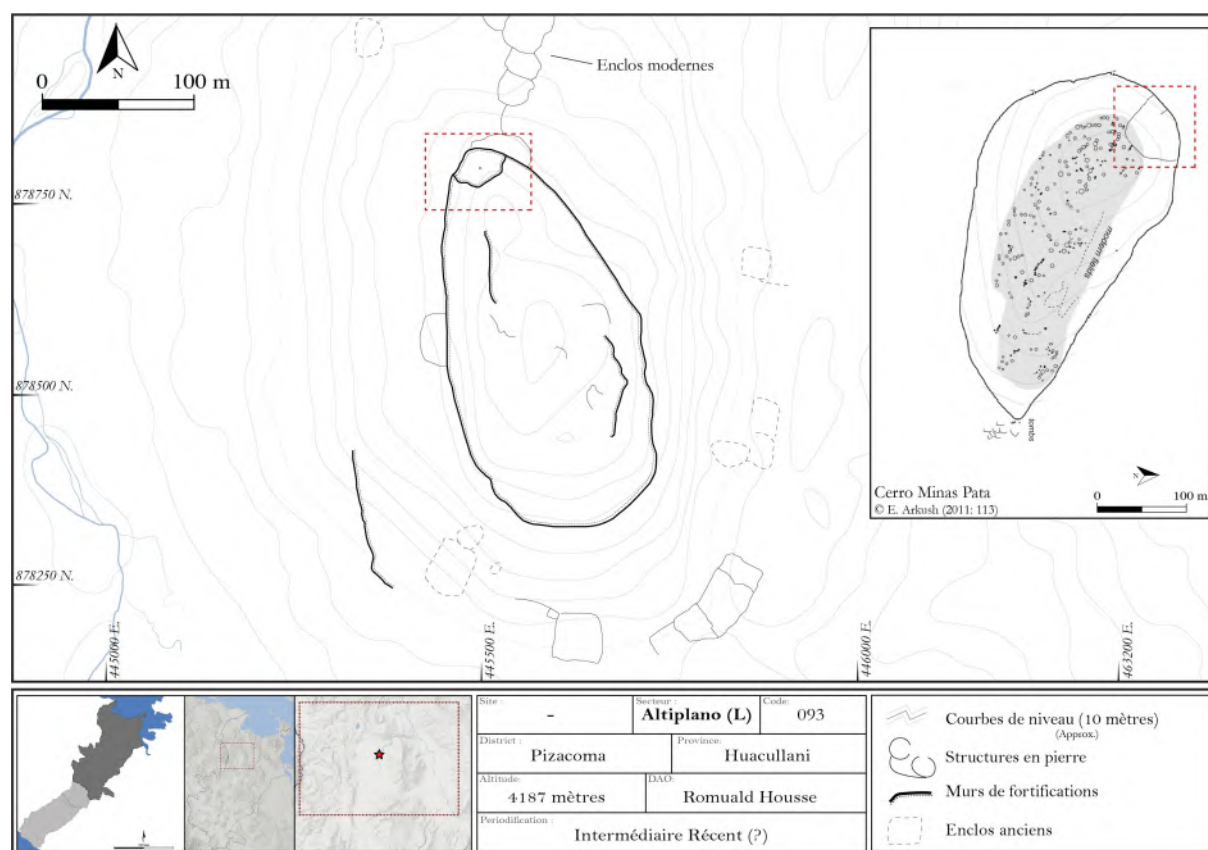 N
0 100 m
Enclos modernes
878750 N.
878500 N.
878250 N.
445000 E.
445500 E.
446000 E.
463200 E.
modern fields
tombs
N
Cerro Minas Pata
© E. Arkush (2011: 113)
0 100 m
Site :
-
Secteur :
Altiplano (L)
Code:
093
District :
Pizacoma
Province:
Huacullani
Altitude:
4187 mètres
DAO:
Romuald Housse
Periodification :
Intermédiaire Récent (?)
Courbes de niveau (10 mètres)
(Approx.)
Structures en pierre
Murs de fortifications
Enclos anciens